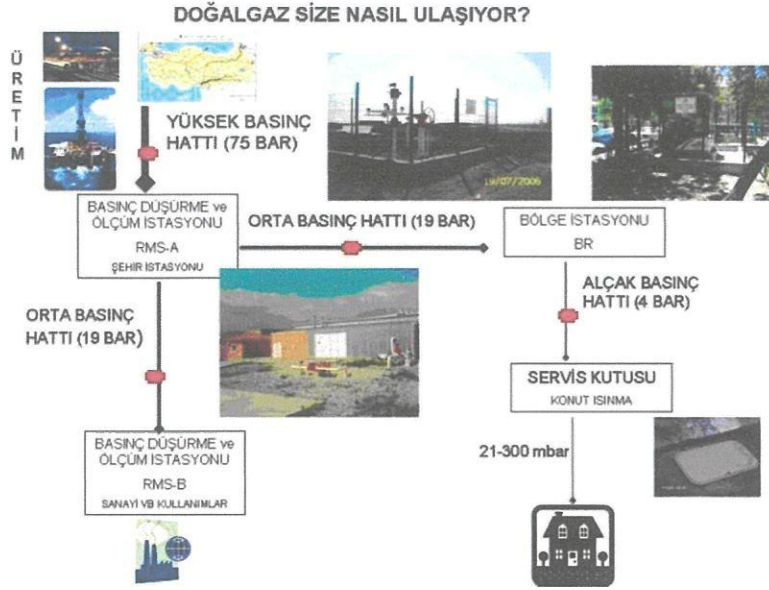 DOĞALGAZ SİZE NASIL ULAŞIYOR?
ÜRETİM
YÜKSEK BASINÇ
HATTI (75 BAR)
19/07/2006
BASINÇ DÜŞÜRME ve
ÖLÇÜM İSTASYONU
RMS-A
ŞEHİR İSTASYONU
ORTA BASINÇ HATTI (19 BAR)
BÖLGE İSTASYONU
BR
ALÇAK BASINÇ
HATTI (4 BAR)
ORTA BASINÇ
HATTI (19 BAR)
SERVİS KUTUSU
KONUT ISINMA
BASINÇ DÜŞÜRME ve
ÖLÇÜM İSTASYONU
RMS-B
SANAYİ VB KULLANIMLAR
21-300 mbar